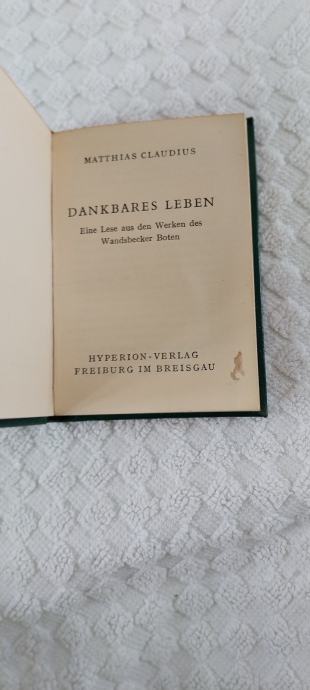 MATTHIAS CLAUDIUS
DANKBARES LEBEN
Eine Lese aus den Werken des
Wandsbecker Boten
HYPERION-VERLAG
FREIBURG IM BREISGAU